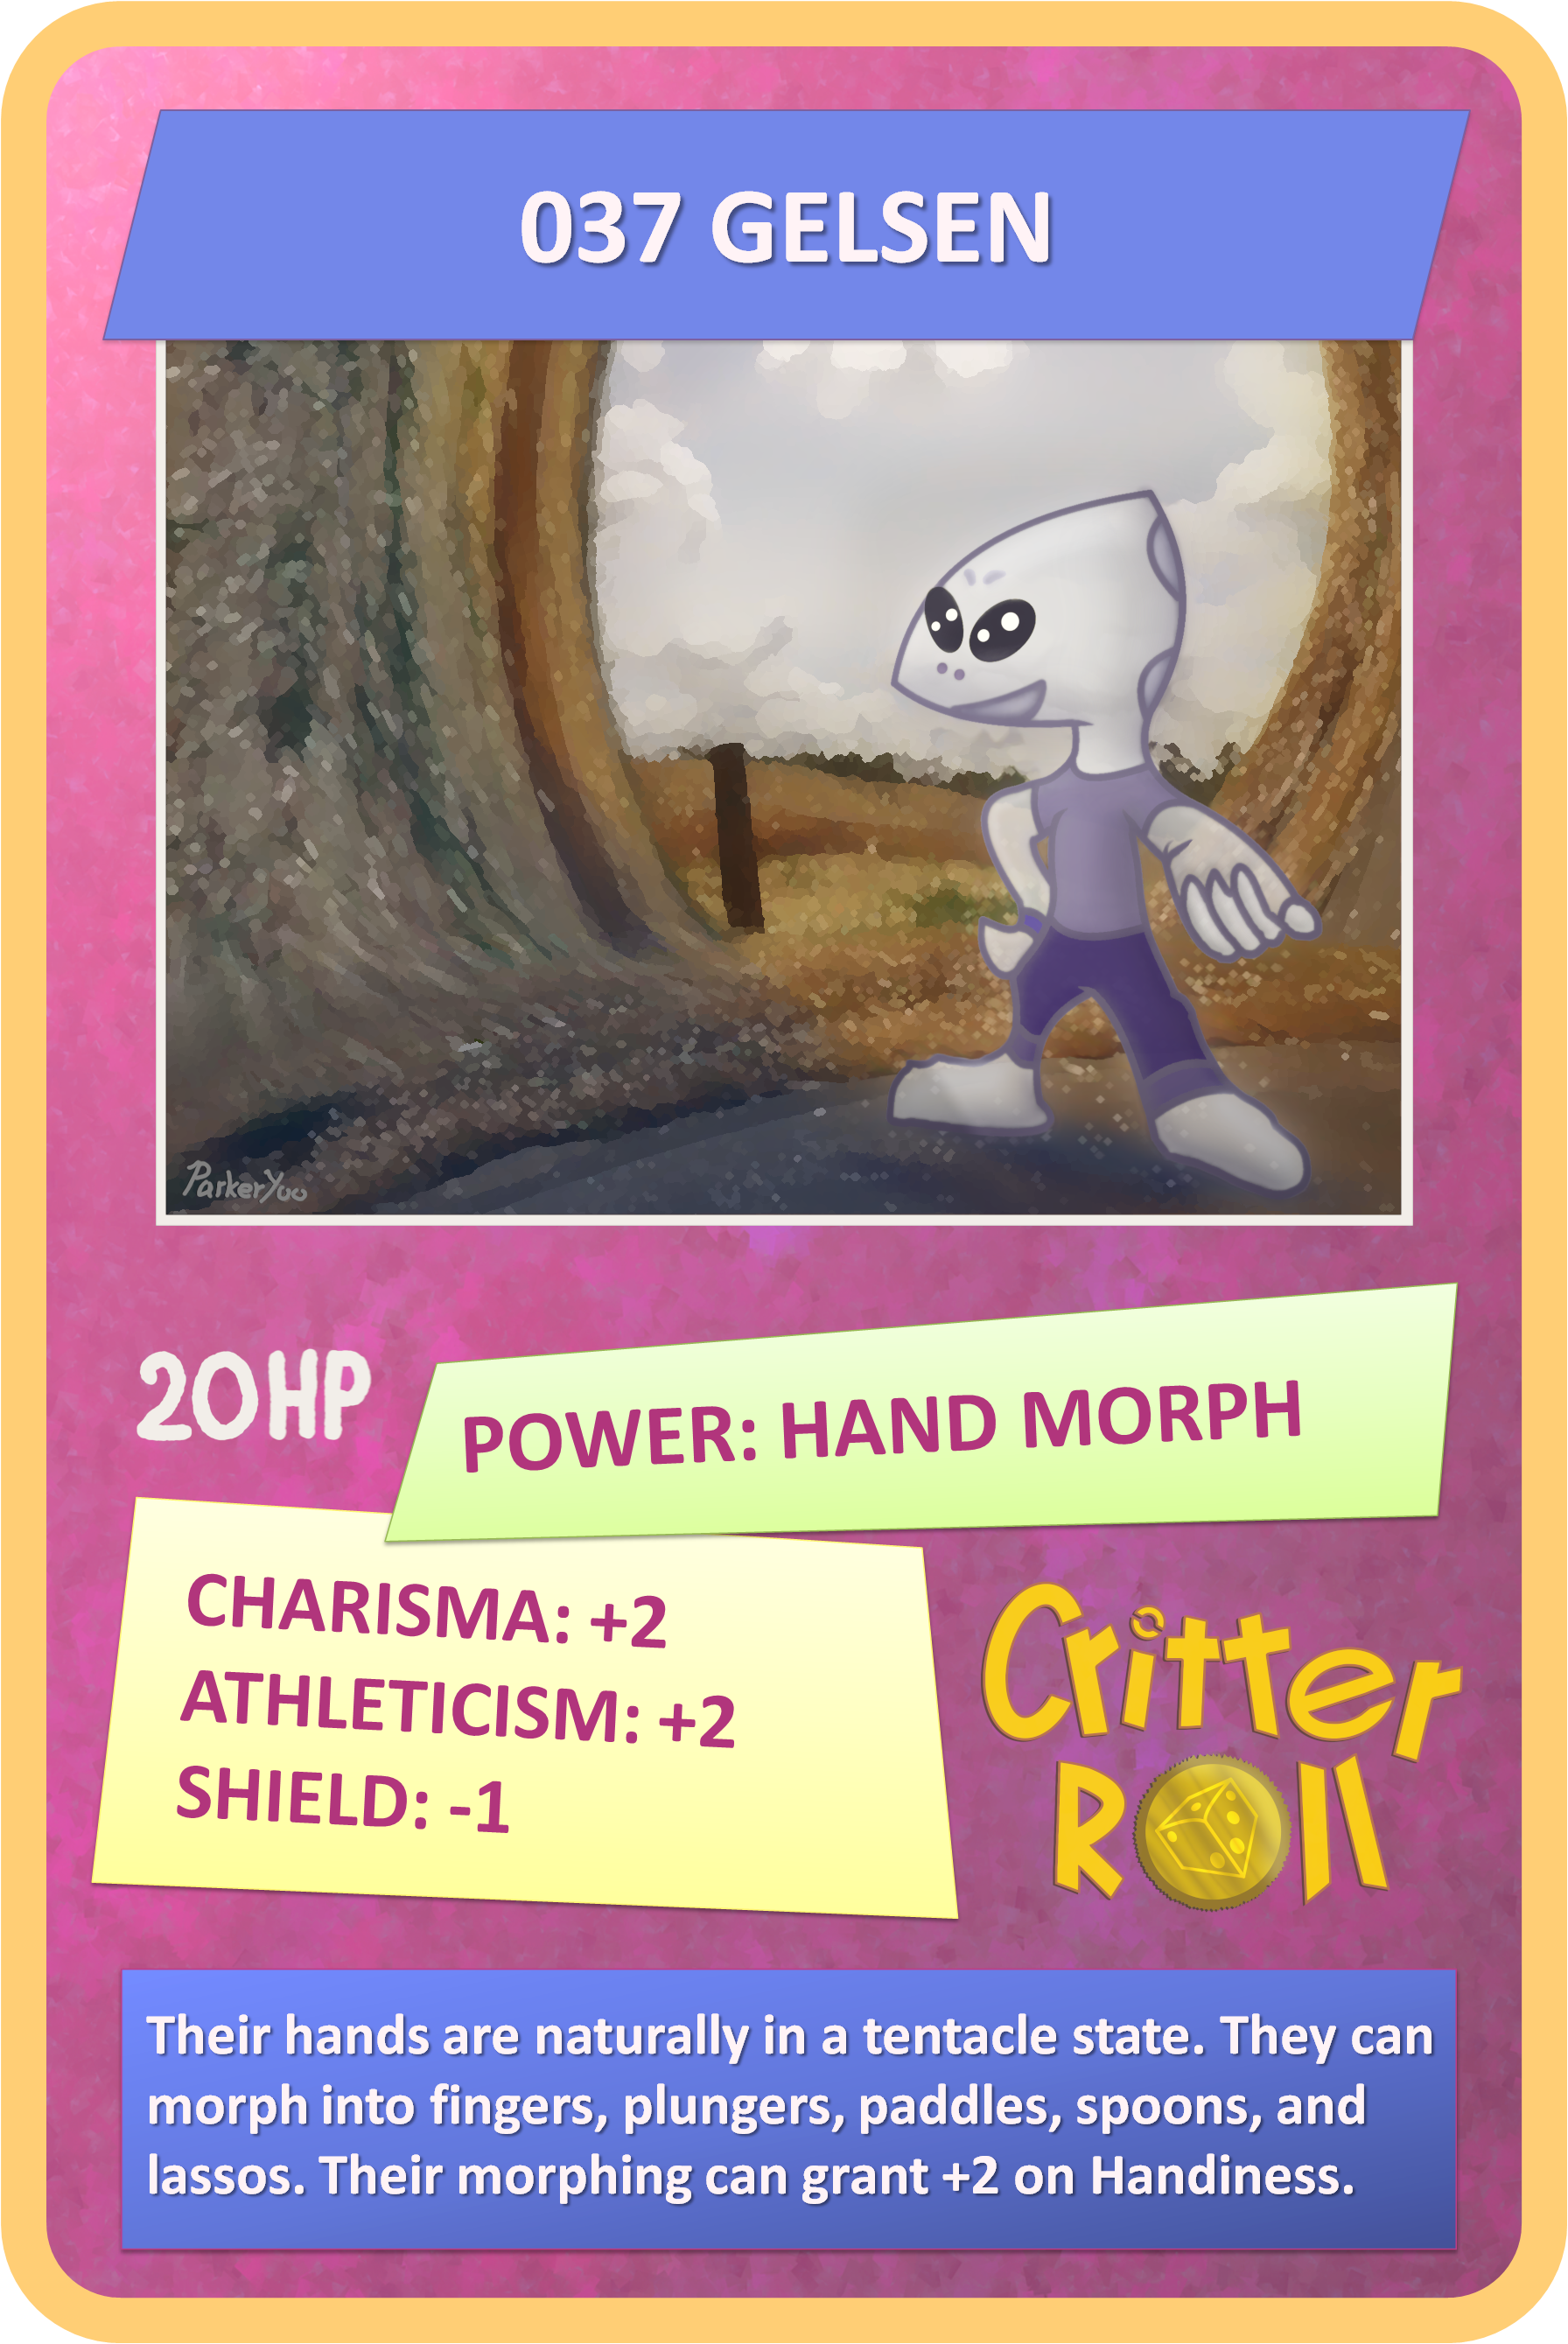 037 GELSEN
ParkerYoo
20HP
POWER: HAND MORPH
CHARISMA: +2
ATHLETICISM: +2
SHIELD: -1
Critter
Roll
Their hands are naturally in a tentacle state. They can
morph into fingers, plungers, paddles, spoons, and
lassos. Their morphing can grant +2 on Handiness.